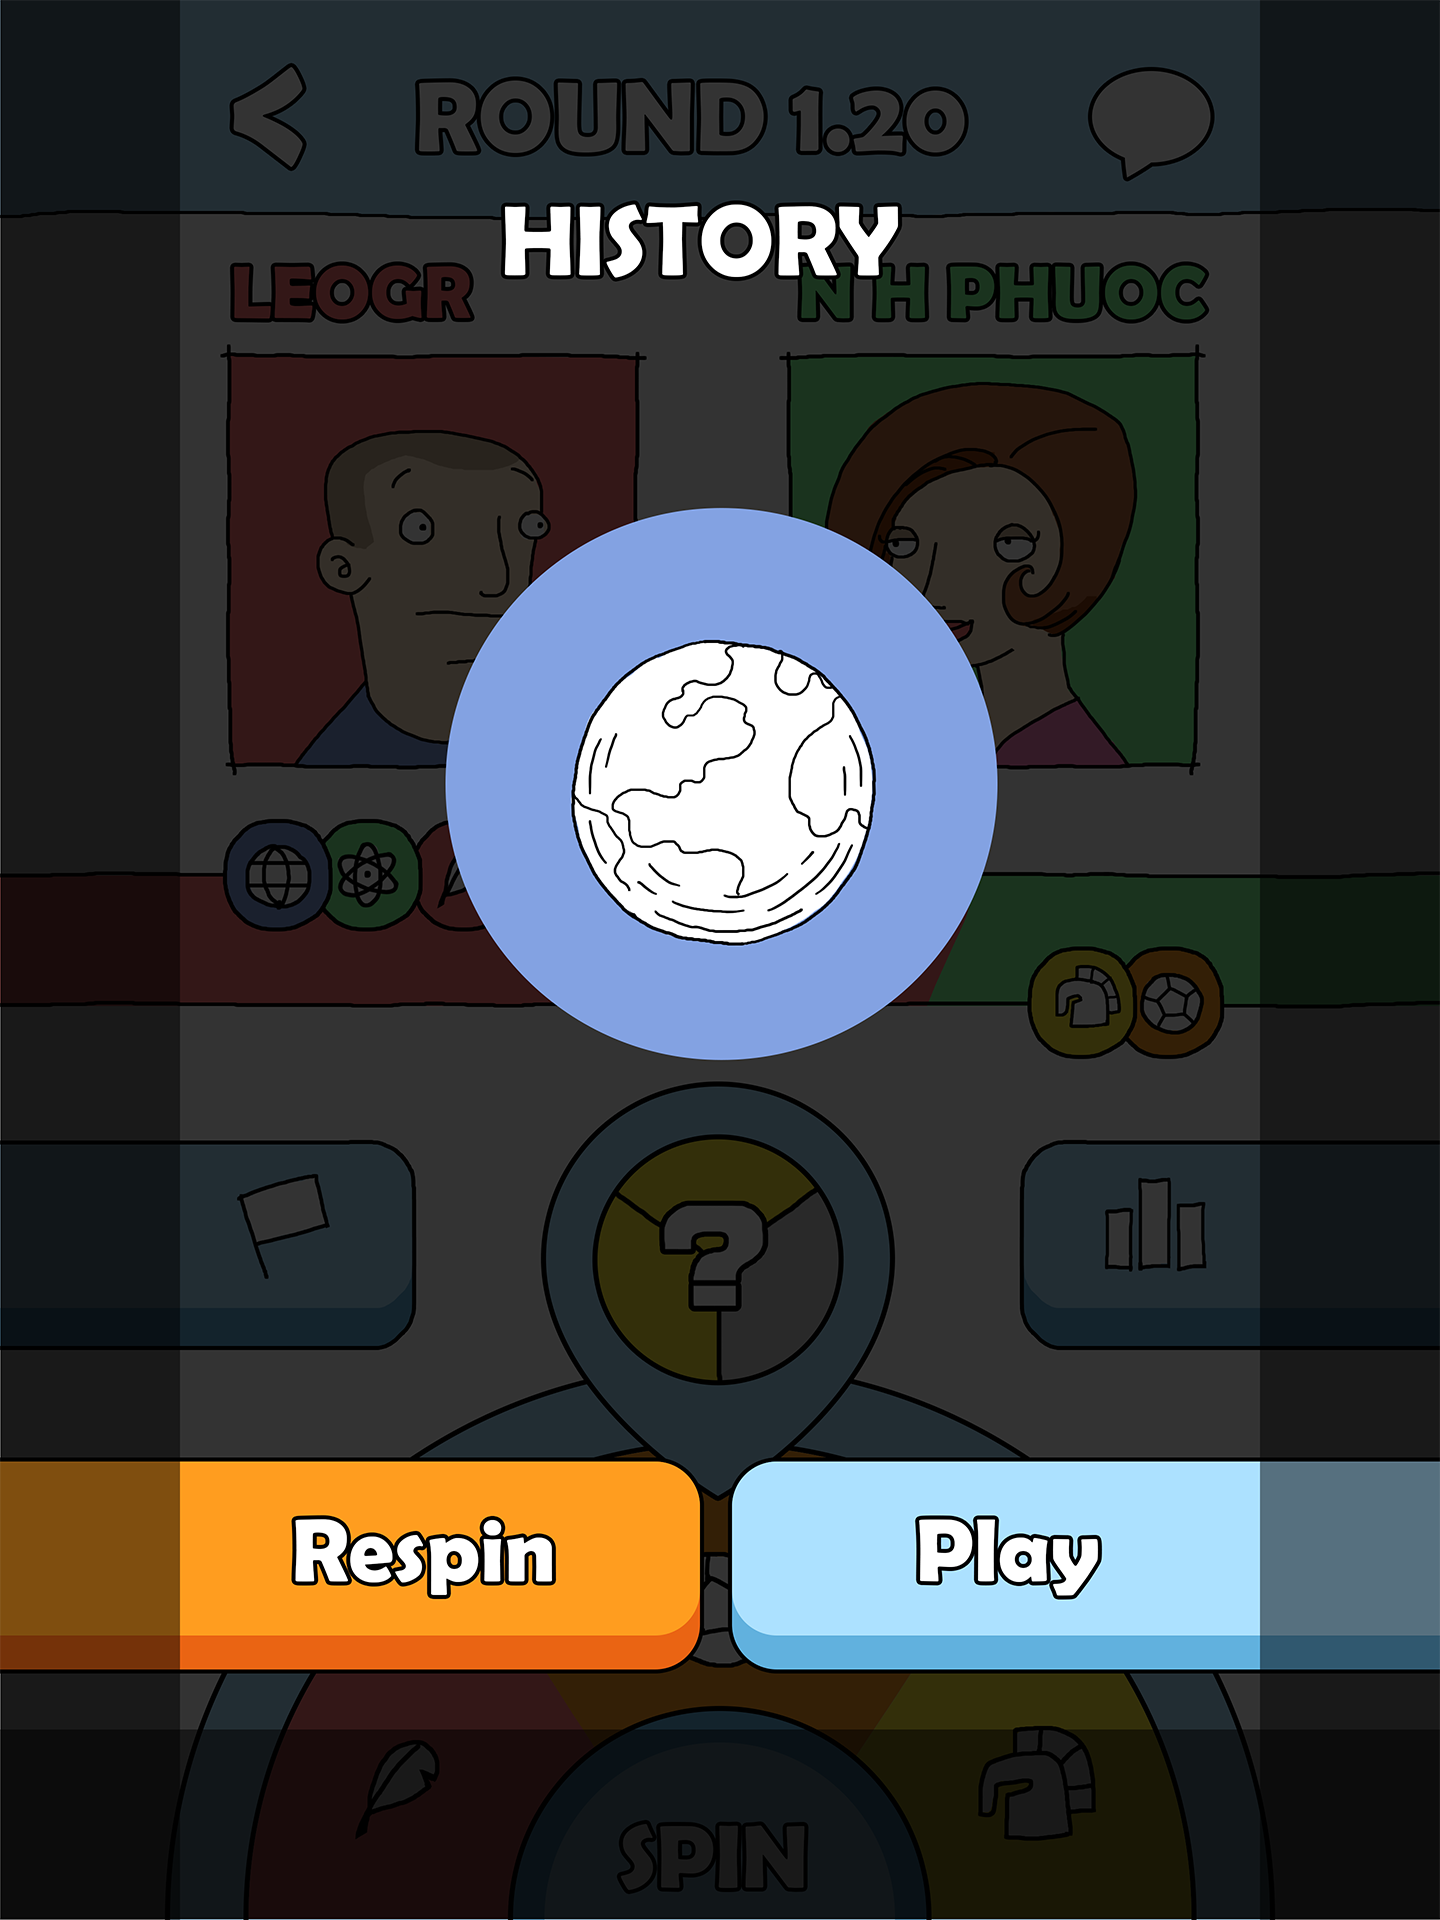 ROUND 1.20
HISTORY
LEOGR
N H PHUOC
?
Respin
Play
SPIN